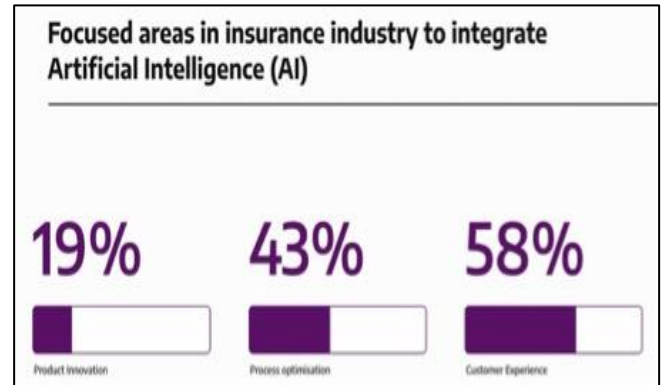 Focused areas in insurance industry to integrate
Artificial Intelligence (AI)
19%
43%
58%
Product Innovation
Process optimisation
Customer Experience